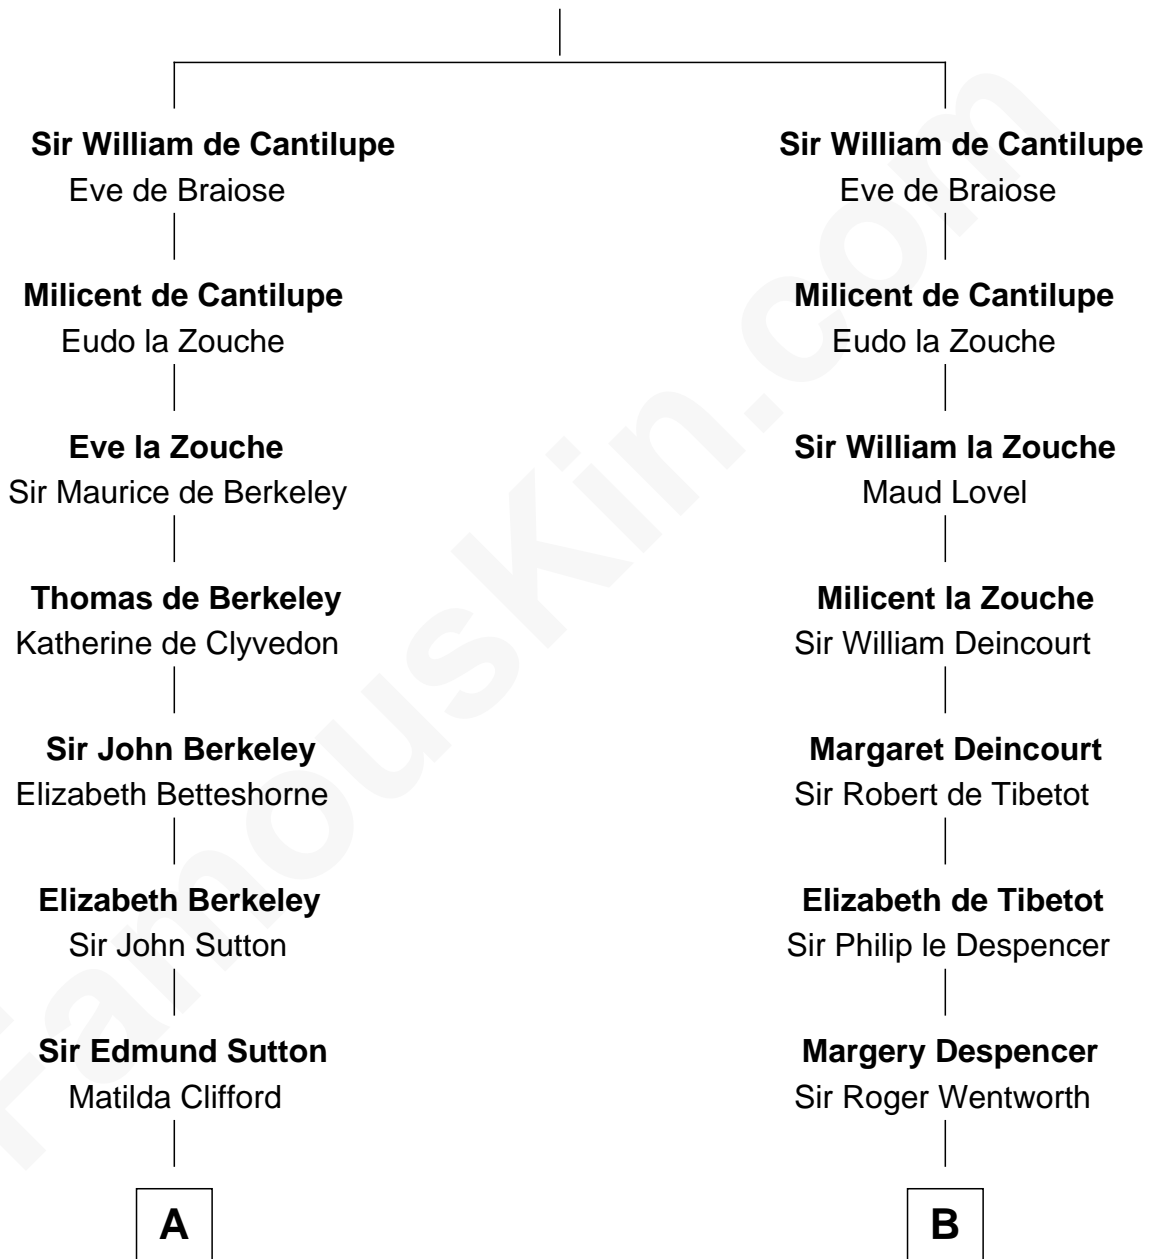 Sir William de Cantilupe
Eve de Braiose
Milicent de Cantilupe
Eudo la Zouche
Eve la Zouche
Sir Maurice de Berkeley
Thomas de Berkeley
Katherine de Clyvedon
Sir John Berkeley
Elizabeth Betteshorne
Elizabeth Berkeley
Sir John Sutton
Sir Edmund Sutton
Matilda Clifford
A
Sir William de Cantilupe
Eve de Braiose
Milicent de Cantilupe
Eudo la Zouche
Sir William la Zouche
Maud Lovel
Milicent la Zouche
Sir William Deincourt
Margaret Deincourt
Sir Robert de Tibetot
Elizabeth de Tibetot
Sir Philip le Despencer
Margery Despencer
Sir Roger Wentworth
B
FamousKin.com